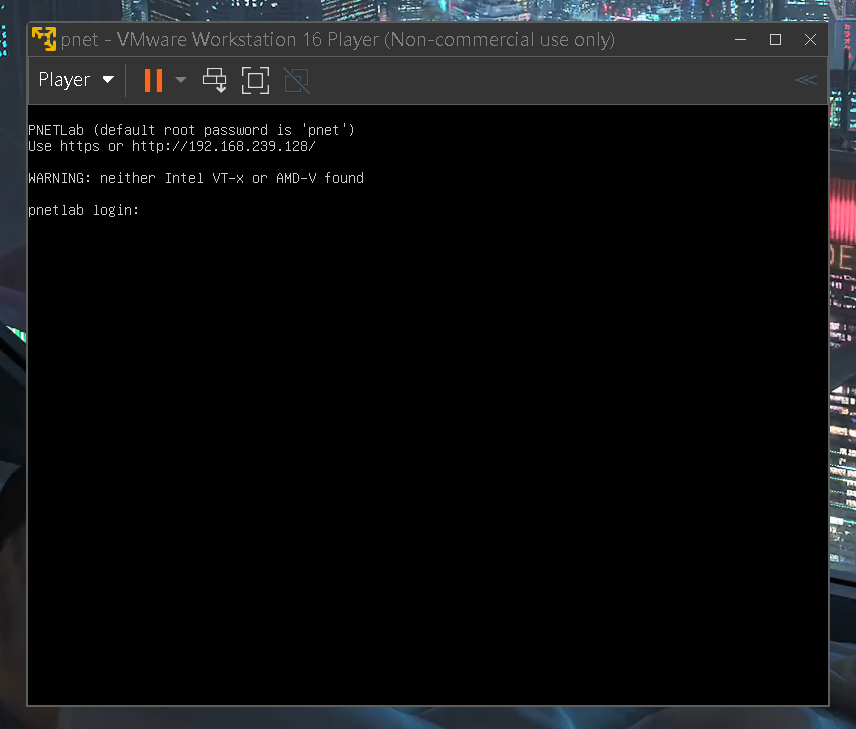 pnet - VMware Workstation 16 Player (Non-commercial use only)
Player
PNETLab (default root password is 'pnet')
Use https or http://192.168.239.128/
WARNING: neither Intel VT-x or AMD-V found
pnetlab login: